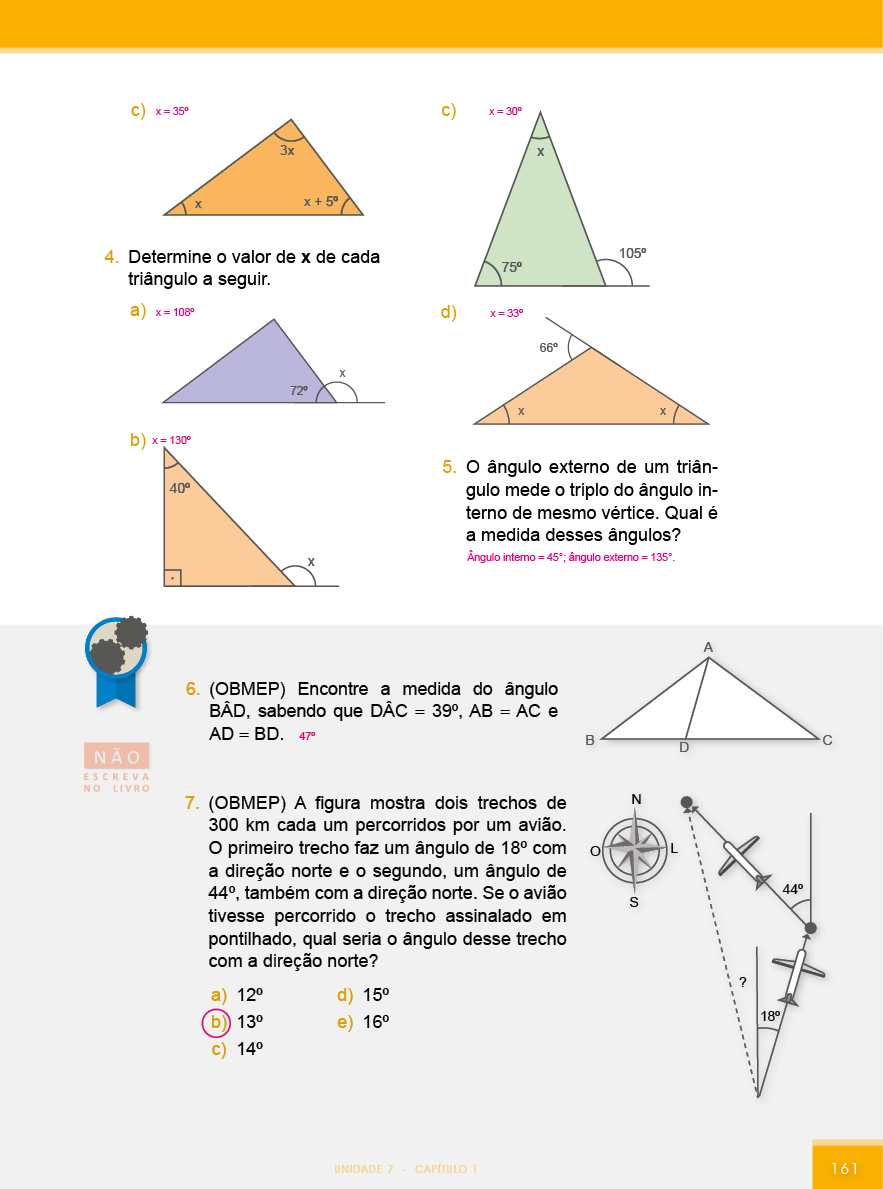 c) x = 35º
3x
x
x + 5º
4. Determine o valor de x de cada
triângulo a seguir.
a) x = 108º
72º
x
b) x = 130º
40º
x
c) x = 30º
x
75º
105º
d) x = 33º
66º
x
x
5. O ângulo externo de um triân-
gulo mede o triplo do ângulo in-
terno de mesmo vértice. Qual é
a medida desses ângulos?
Ângulo interno = 45°; ângulo externo = 135°.
NÃO
ESCREVA
NO LIVRO
6. (OBMEP) Encontre a medida do ângulo
BÂD, sabendo que DÂC = 39º, AB = AC e
AD = BD. 47º
A
B
D
C
7. (OBMEP) A figura mostra dois trechos de
300 km cada um percorridos por um avião.
O primeiro trecho faz um ângulo de 18º com
a direção norte e o segundo, um ângulo de
44º, também com a direção norte. Se o avião
tivesse percorrido o trecho assinalado em
pontilhado, qual seria o ângulo desse trecho
com a direção norte?
a) 12º
b) 13º
c) 14º
d) 15º
e) 16º
N
O
L
S
44º
?
18º
UNIDADE 7 - CAPÍTULO 1
161